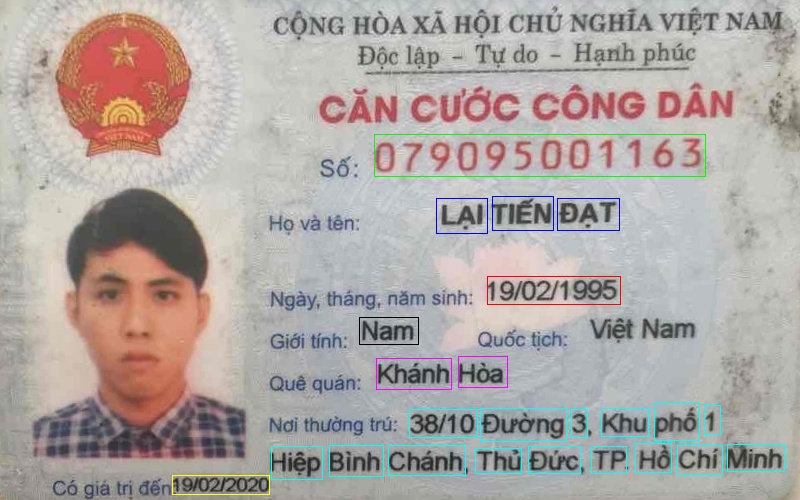 CỘNG HÒA XÃ HỘI CHỦ NGHĨA VIỆT NAM
Độc lập - Tự do - Hạnh phúc
CĂN CƯỚC CÔNG DÂN
Số: 079095001163
Họ và tên: LẠI TIẾN ĐẠT
Ngày, tháng, năm sinh: 19/02/1995
Giới tính: Nam Quốc tịch: Việt Nam
Quê quán: Khánh Hòa
Nơi thường trú: 38/10 Đường 3, Khu phố 1
Hiệp Bình Chánh, Thủ Đức, TP. Hồ Chí Minh
Có giá trị đến 19/02/2020